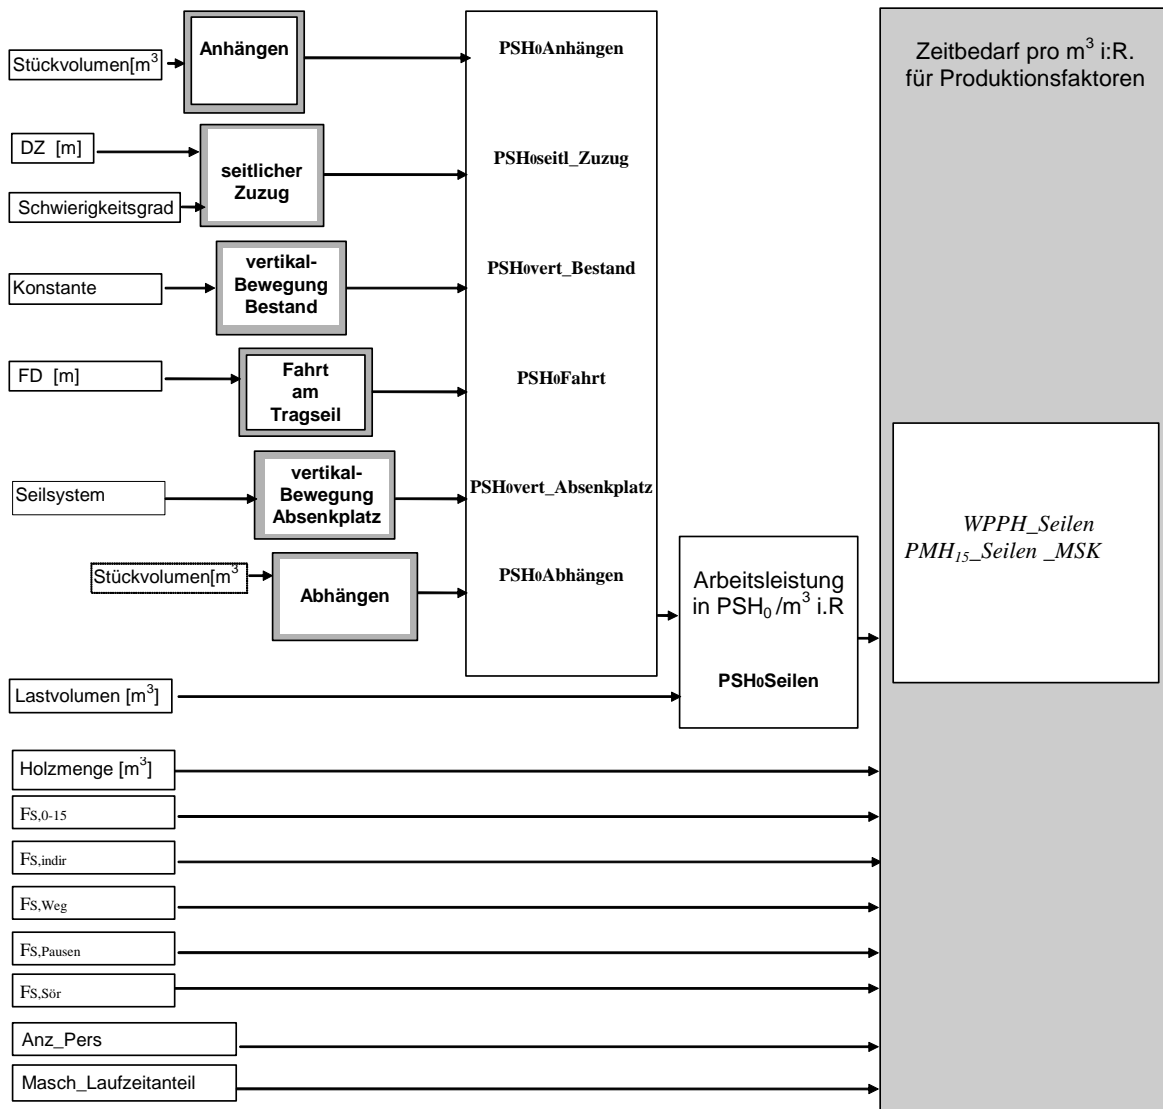 Stückvolumen[m³
Anhängen
PSH0Anhängen
Zeitbedarf pro m³ i:R.
für Produktionsfaktoren
DZ [m]
Schwierigkeitsgrad
seitlicher
Zuzug
PSH0seitl_Zuzug
Konstante
vertikal-
Bewegung
Bestand
PSH0vert_Bestand
FD [m]
Fahrt
am
Tragseil
PSH0Fahrt
Seilsystem
vertikal-
Bewegung
Absenkplatz
PSH0vert_Absenkplatz
WPPH_Seilen
PMH₁₅_Seilen _MSK
Stückvolumen[m³
Abhängen
PSH0Abhängen
Arbeitsleistung
in PSH₀ /m³ i.R
PSH0Seilen
Lastvolumen [m³]
Holzmenge [m³]
FS,0-15
FS,indir
FS,Weg
FS,Pausen
FS,Sör
Anz_Pers
Masch_Laufzeitanteil